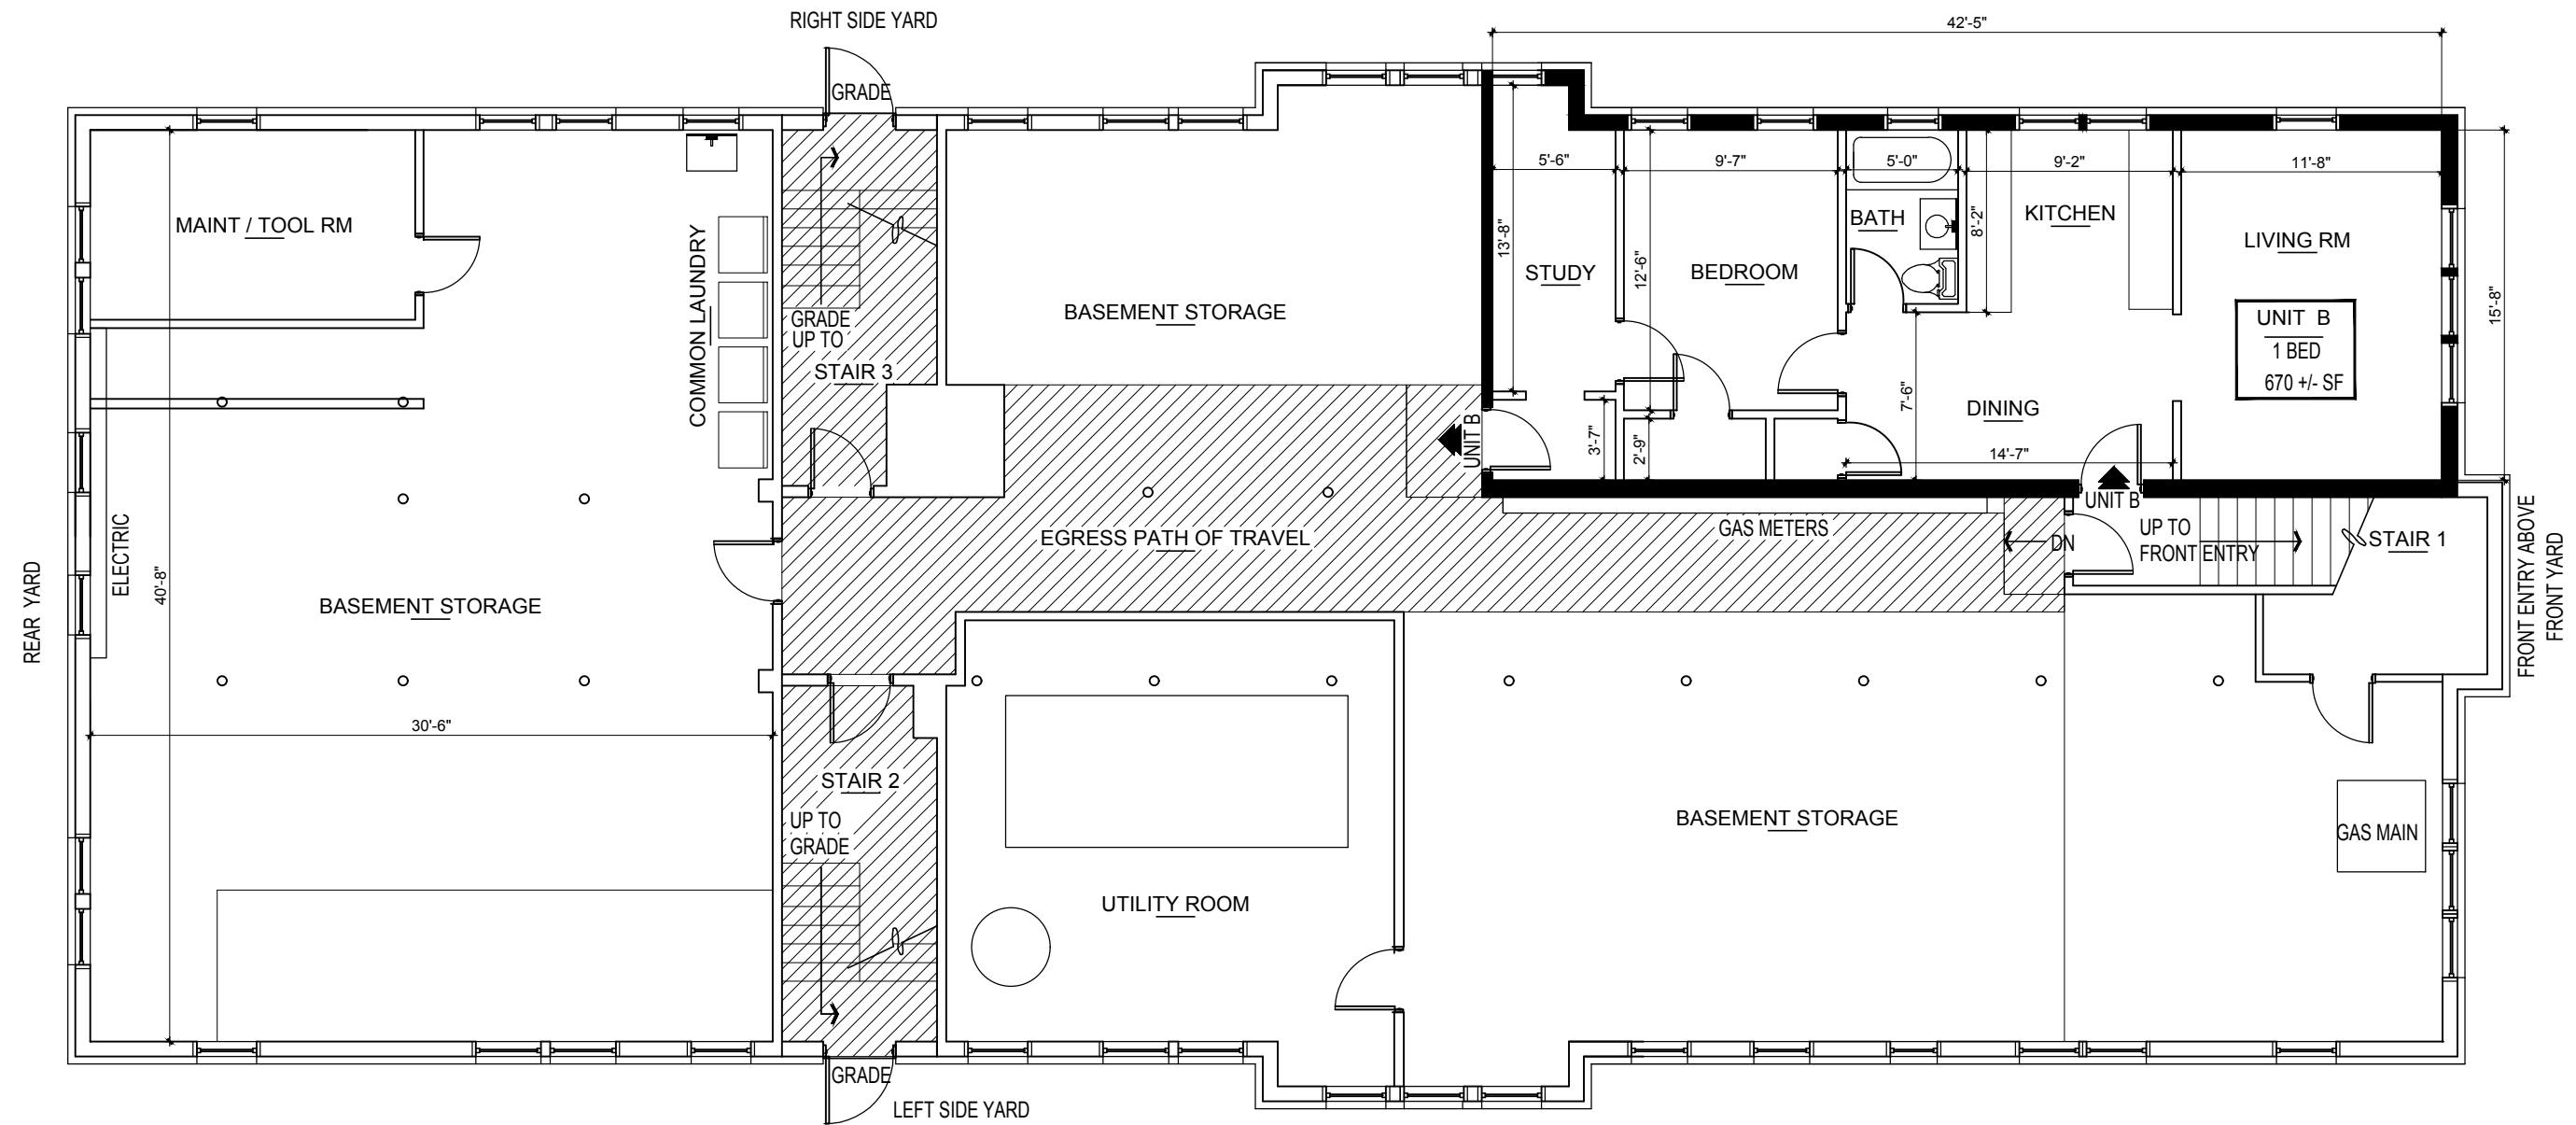 RIGHT SIDE YARD
42'-5"
GRADE
5'-6"
9'-7"
5'-0"
9'-2"
11'-8"
MAINT / TOOL RM
BATH
KITCHEN
LIVING RM
13'-8"
12'-6"
8'-2"
15'-8"
STUDY
BEDROOM
COMMON LAUNDRY
BASEMENT STORAGE
GRADE
UP TO
STAIR 3
UNIT B
1 BED
670 +/- SF
7'-6"
DINING
UNIT B
3'-7"
2'-9"
14'-7"
UNIT B
GAS METERS
EGRESS PATH OF TRAVEL
DN
UP TO
FRONT ENTRY
STAIR 1
ELECTRIC
40'-8"
REAR YARD
BASEMENT STORAGE
FRONT ENTRY ABOVE
FRONT YARD
30'-6"
STAIR 2
UP TO
GRADE
BASEMENT STORAGE
GAS MAIN
UTILITY ROOM
GRADE
LEFT SIDE YARD